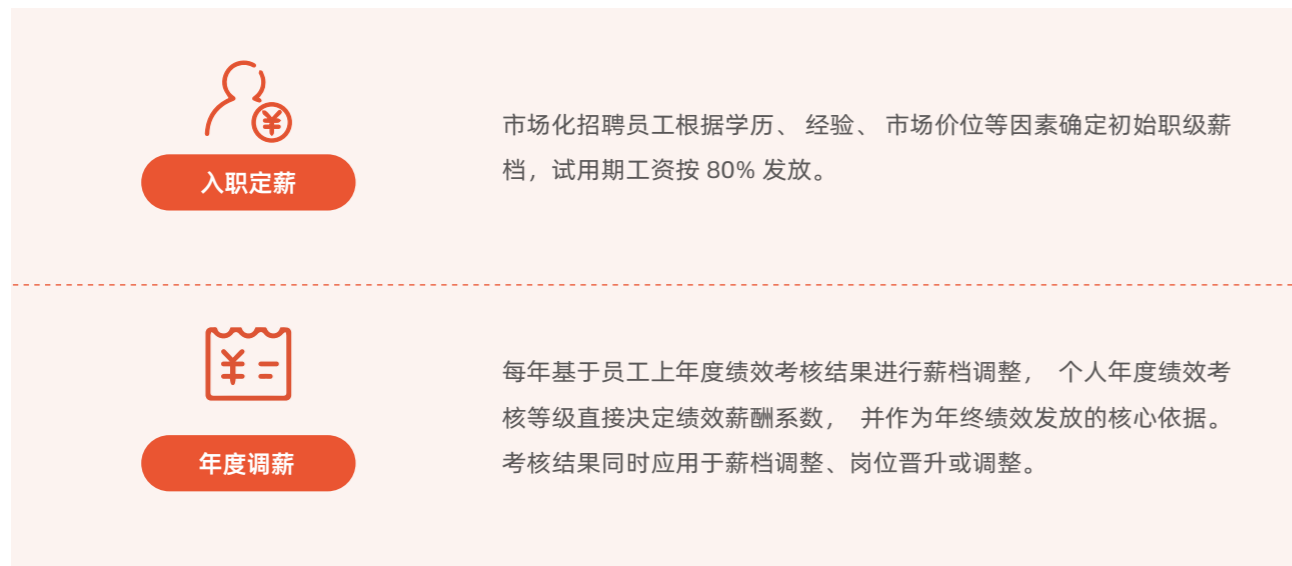 市场化招聘员工根据学历、 经验、 市场价位等因素确定初始职级薪
档，试用期工资按 80% 发放。
入职定薪
每年基于员工上年度绩效考核结果进行薪档调整， 个人年度绩效考
核等级直接决定绩效薪酬系数， 并作为年终绩效发放的核心依据。
考核结果同时应用于薪档调整、岗位晋升或调整。
年度调薪